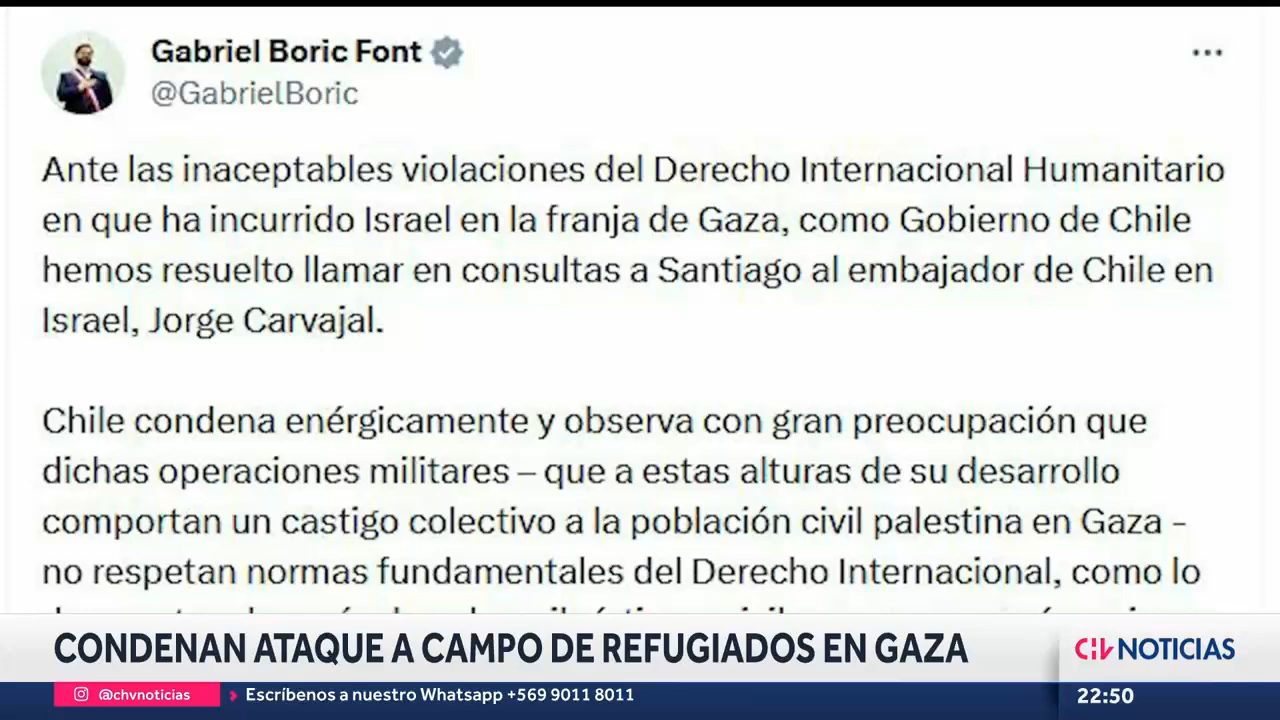 Gabriel Boric Font
@GabrielBoric
Ante las inaceptables violaciones del Derecho Internacional Humanitario
en que ha incurrido Israel en la franja de Gaza, como Gobierno de Chile
hemos resuelto llamar en consultas a Santiago al embajador de Chile en
Israel, Jorge Carvajal.
Chile condena enérgicamente y observa con gran preocupación que
dichas operaciones militares – que a estas alturas de su desarrollo
comportan un castigo colectivo a la población civil palestina en Gaza -
no respetan normas fundamentales del Derecho Internacional, como lo
CONDENAN ATAQUE A CAMPO DE REFUGIADOS EN GAZA
CHV NOTICIAS
@chvnoticias
Escríbenos a nuestro Whatsapp +569 9011 8011
22:50